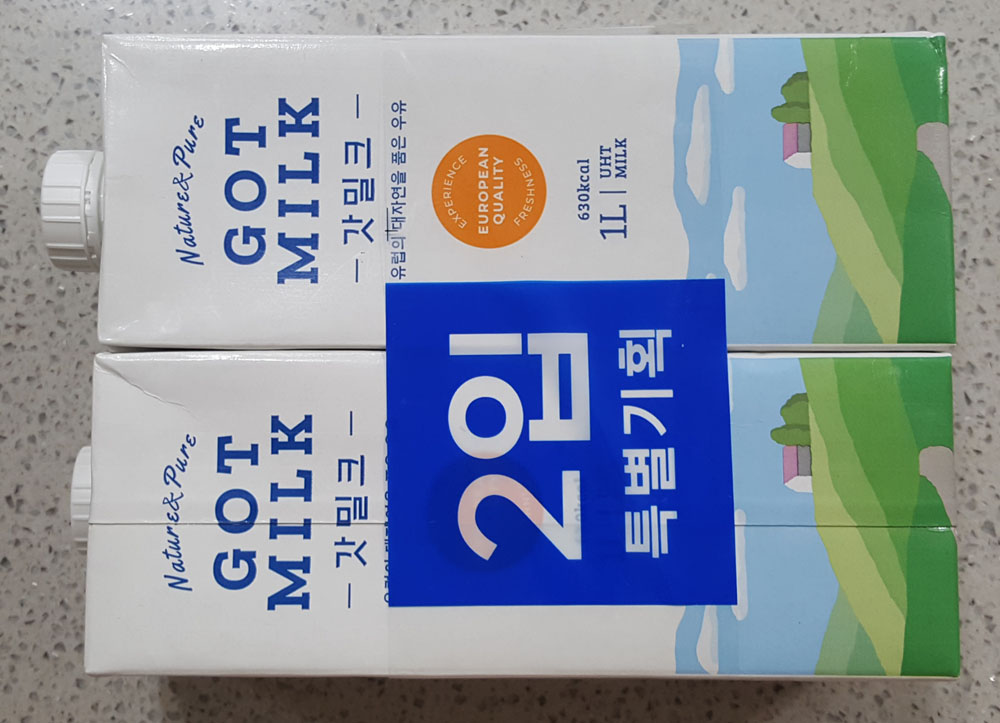 Nature&Pure
GOT
MILK
갓밀크
유럽의 대자연을 품은 우유
EXPERIENCE
EUROPEAN
QUALITY
FRESHNESS
630kcal
1L
UHT
MILK
Nature&Pure
GOT
MILK
갓밀크
2입
특별기획